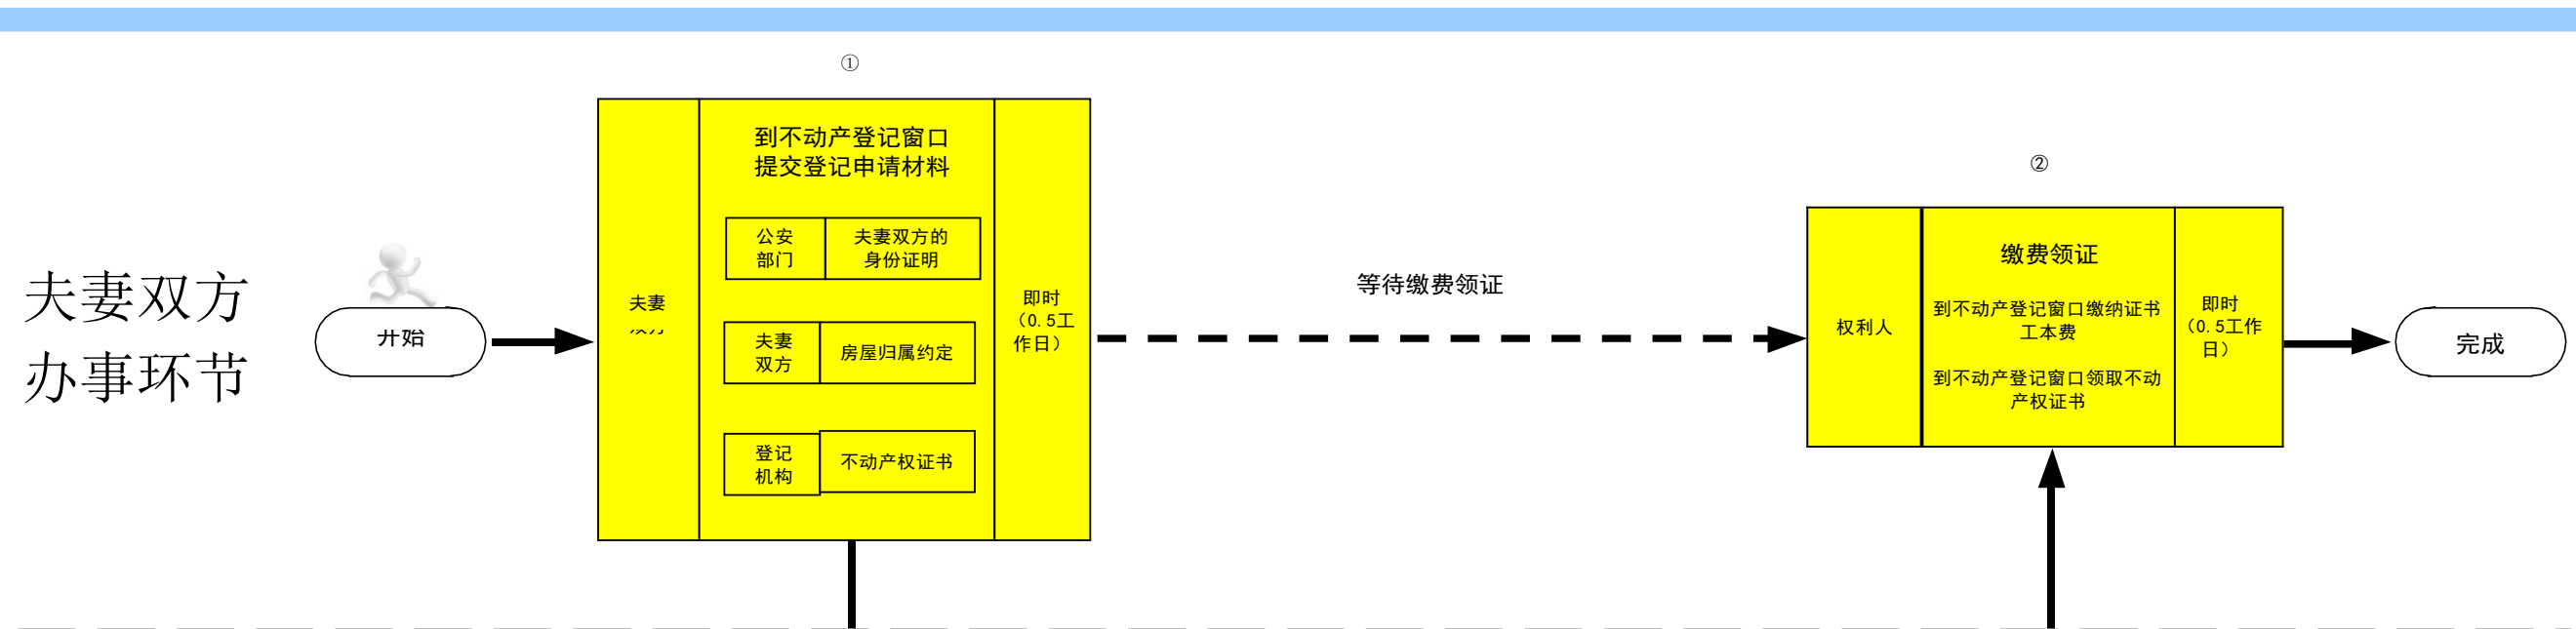 ①
到不动产登记窗口
提交登记申请材料
公安
部门
夫妻双方的
身份证明
夫妻
双方
房屋归属约定
登记
机构
不动产权证书
夫妻
即时
（0.5工
作日）
夫妻双方
办事环节
开始
等待缴费领证
②
权利人
缴费领证
到不动产登记窗口缴纳证书
工本费
到不动产登记窗口领取不动
产权证书
即时
（0.5工作
日）
完成